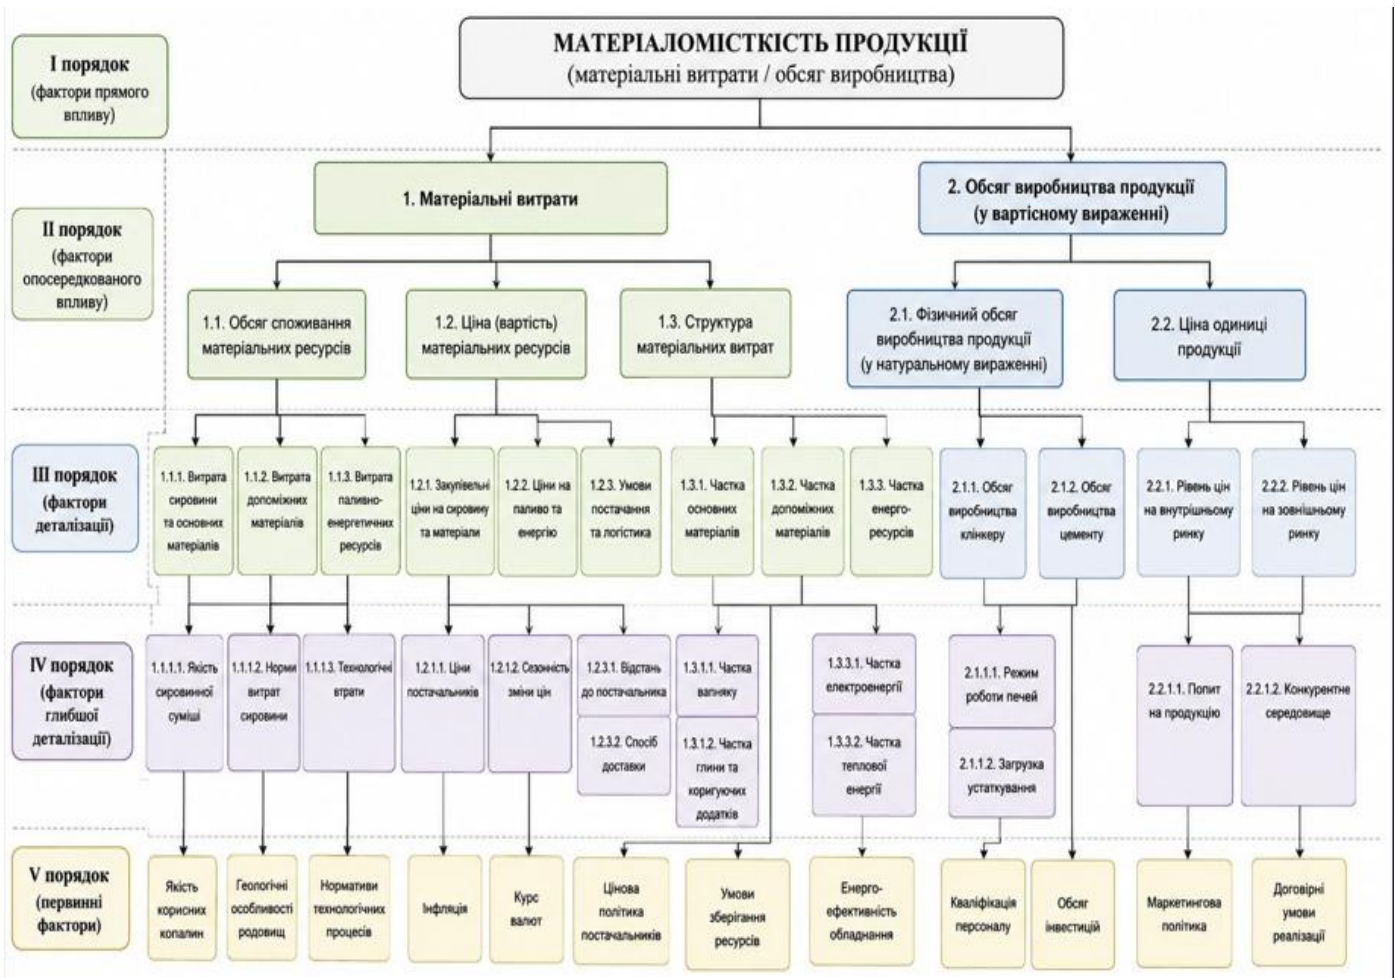 МАТЕРІАЛОМІСТКІСТЬ ПРОДУКЦІЇ
(матеріальні витрати / обсяг виробництва)
І порядок
(фактори прямого
впливу)
1. Матеріальні витрати
2. Обсяг виробництва продукції
(у вартісному вираженні)
ІІ порядок
(фактори
опосередкованого
впливу)
1.1. Обсяг споживання
матеріальних ресурсів
1.2. Ціна (вартість)
матеріальних ресурсів
1.3. Структура
матеріальних витрат
2.1. Фізичний обсяг
виробництва продукції
(у натуральному вираженні)
2.2. Ціна одиниці
продукції
ІІІ порядок
(фактори
деталізації)
1.1.1. Витрата
сировини
та основних
матеріалів
1.1.2. Витрата
допоміжних
матеріалів
1.1.3. Витрата
паливно-
енергетичних
ресурсів
1.2.1. Закупівельні
ціни на сировину
та матеріали
1.2.2. Ціни на
паливо та
енергію
1.2.3. Умови
постачання
та логістика
1.3.1. Частка
основних
матеріалів
1.3.2. Частка
допоміжних
матеріалів
1.3.3. Частка
енерго-
ресурсів
2.1.1. Обсяг
виробництва
клінкеру
2.1.2. Обсяг
виробництва
цементу
2.2.1. Рівень цін
на внутрішньому
ринку
2.2.2. Рівень цін
на зовнішньому
ринку
IV порядок
(фактори
глибшої
деталізації)
1.1.1.1. Якість
сировинної
суміші
1.1.1.2. Норми
витрат
сировини
1.1.1.3. Технологічні
втрати
1.2.1.1. Ціни
постачальників
1.2.1.2. Сезонність
зміни цін
1.2.3.1. Відстань
до постачальника
1.2.3.2. Спосіб
доставки
1.3.1.1. Частка
вапняку
1.3.1.2. Частка
глини та
коригуючих
додатків
1.3.3.1. Частка
електроенергії
1.3.3.2. Частка
теплової
енергії
2.1.1.1. Режим
роботи печей
2.1.1.2. Загрузка
устаткування
2.2.1.1. Попит
на продукцію
2.2.1.2. Конкурентне
середовище
V порядок
(первинні
фактори)
Якість
корисних
копалин
Геологічні
особливості
родовищ
Нормативи
технологічних
процесів
Інфляція
Курс
валют
Цінова
політика
постачальників
Умови
зберігання
ресурсів
Енерго-
ефективність
обладнання
Кваліфікація
персоналу
Обсяг
інвестицій
Маркетингова
політика
Договірні
умови
реалізації